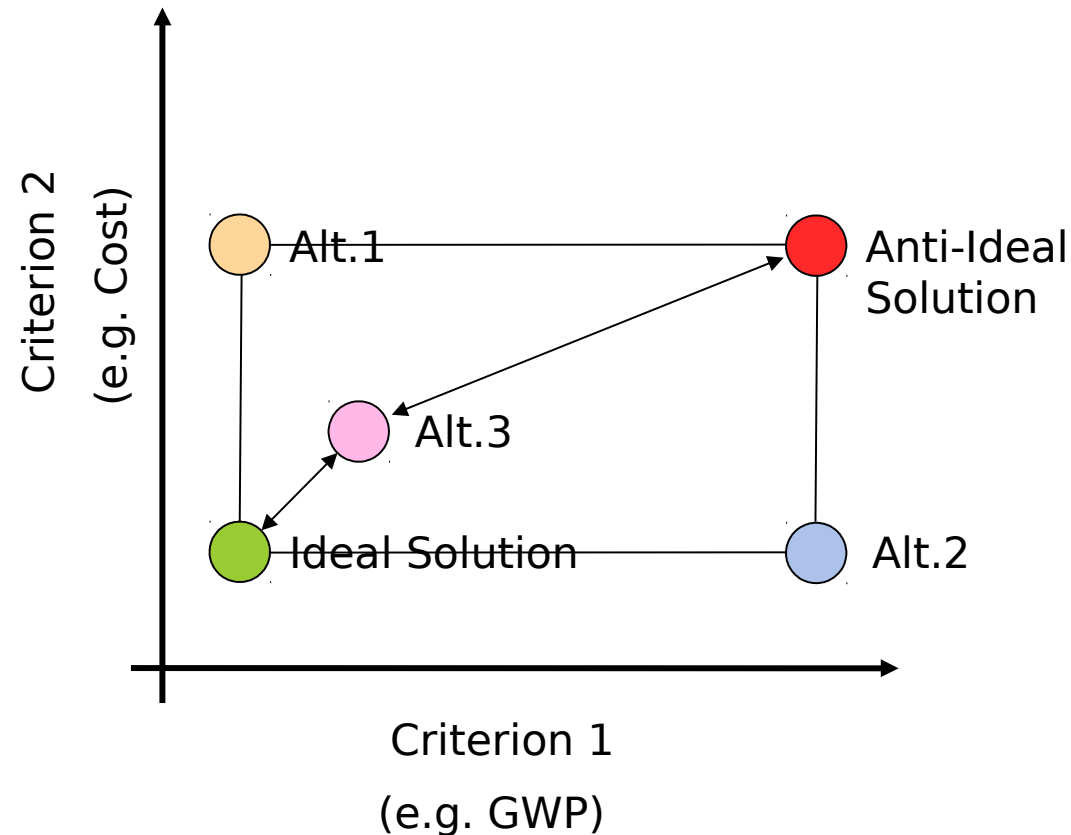 Criterion 2
(e.g. Cost)
Alt.1
Anti-Ideal
Solution
Alt.3
Ideal Solution
Alt.2
Criterion 1
(e.g. GWP)